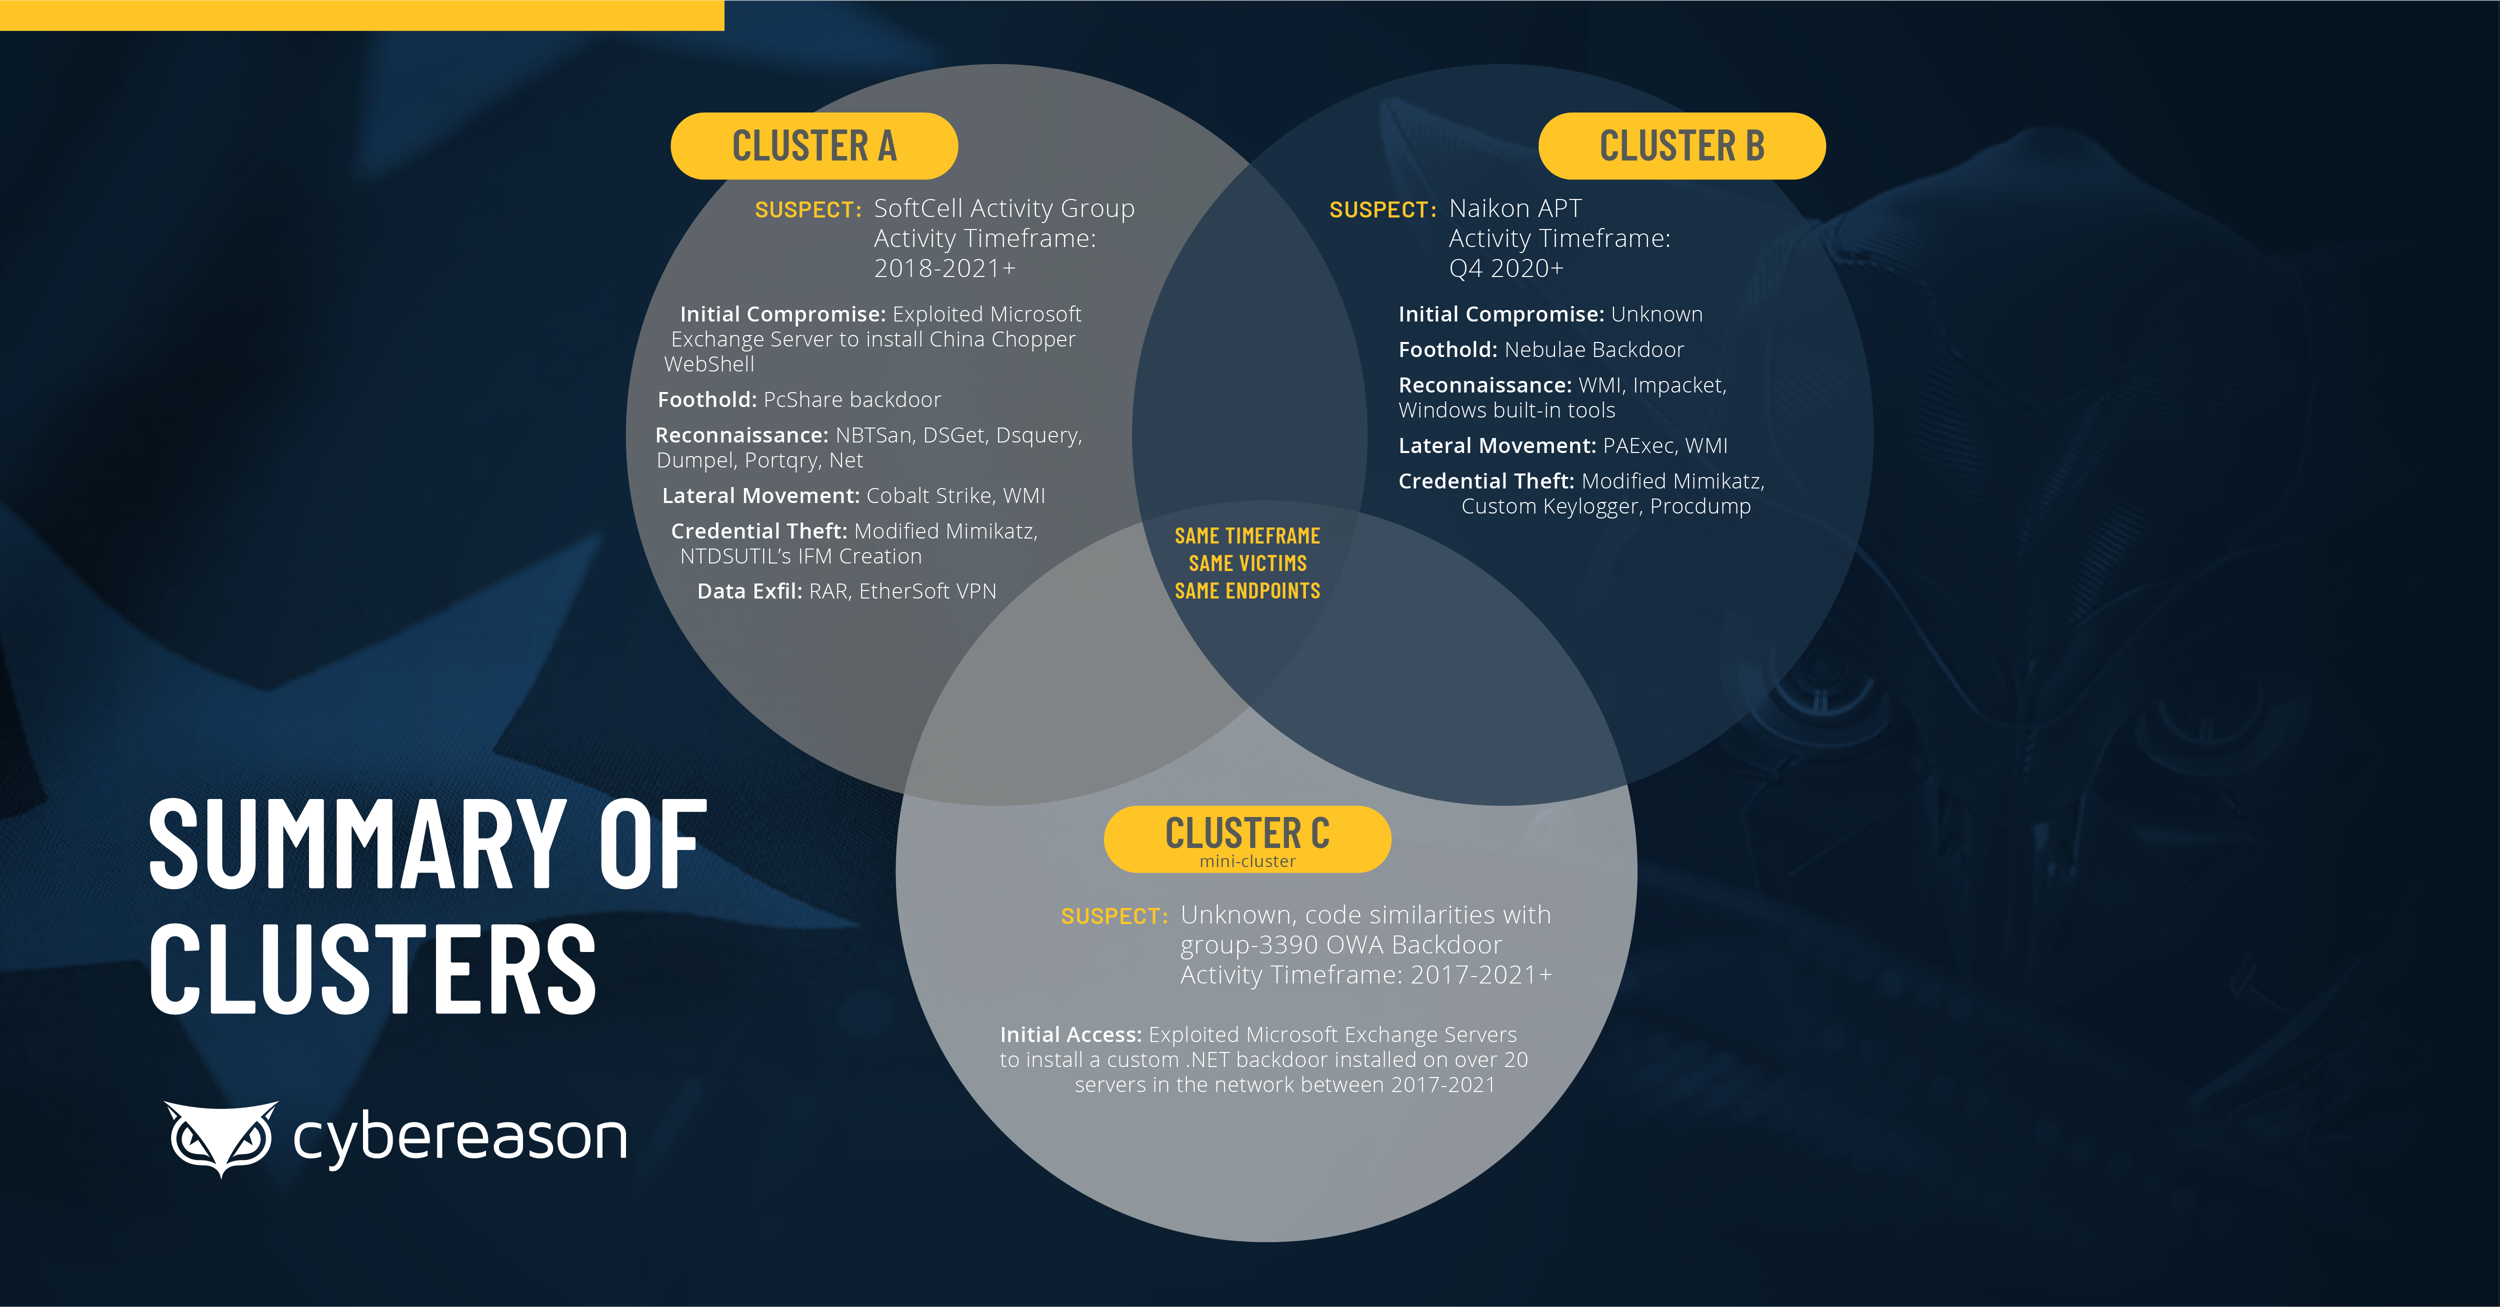 CLUSTER A
SUSPECT: SoftCell Activity Group
Activity Timeframe:
2018-2021+
Initial Compromise: Exploited Microsoft
Exchange Server to install China Chopper
WebShell
Foothold: PcShare backdoor
Reconnaissance: NBTSan, DSGet, Dsquery,
Dumpel, Portqry, Net
Lateral Movement: Cobalt Strike, WMI
Credential Theft: Modified Mimikatz,
NTDSUTIL’s IFM Creation
Data Exfil: RAR, EtherSoft VPN
CLUSTER B
SUSPECT: Naikon APT
Activity Timeframe:
Q4 2020+
Initial Compromise: Unknown
Foothold: Nebulae Backdoor
Reconnaissance: WMI, Impacket,
Windows built-in tools
Lateral Movement: PAExec, WMI
Credential Theft: Modified Mimikatz,
Custom Keylogger, Procdump
SAME TIMEFRAME
SAME VICTIMS
SAME ENDPOINTS
CLUSTER C
mini-cluster
SUSPECT: Unknown, code similarities with
group-3390 OWA Backdoor
Activity Timeframe: 2017-2021+
Initial Access: Exploited Microsoft Exchange Servers
to install a custom .NET backdoor installed on over 20
servers in the network between 2017-2021
SUMMARY OF
CLUSTERS
cybereason